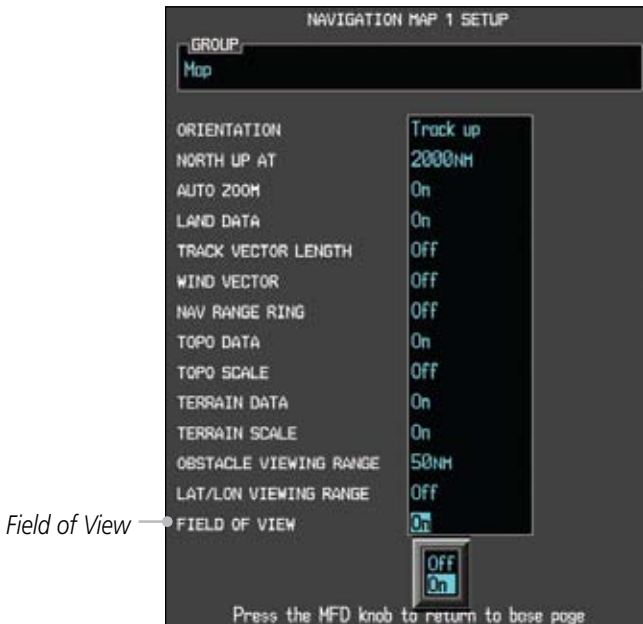 NAVIGATION MAP 1 SETUP
GROUP
Map
ORIENTATION Track up
NORTH UP AT 2000NM
AUTO ZOOM On
LAND DATA On
TRACK VECTOR LENGTH Off
WIND VECTOR Off
NAV RANGE RING Off
TOPO DATA On
TOPO SCALE Off
TERRAIN DATA On
TERRAIN SCALE On
OBSTACLE VIEWING RANGE 50NM
LAT/LON VIEWING RANGE Off
Field of View FIELD OF VIEW On
Off
On
Press the MFD knob to return to base page